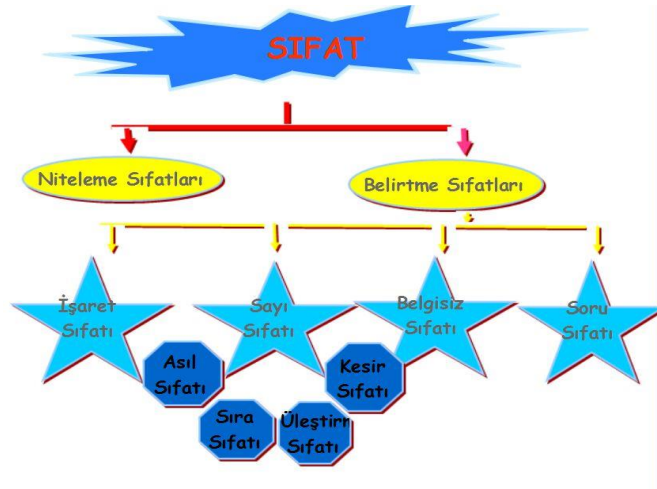 SIFAT
Niteleme Sıfatları
Belirtme Sıfatları
İşaret
Sıfatı
Sayı
Sıfatı
Belgisiz
Sıfatı
Soru
Sıfatı
Asıl
Sıfatı
Kesir
Sıfatı
Sıra
Sıfatı
Üleştirm
Sıfatı